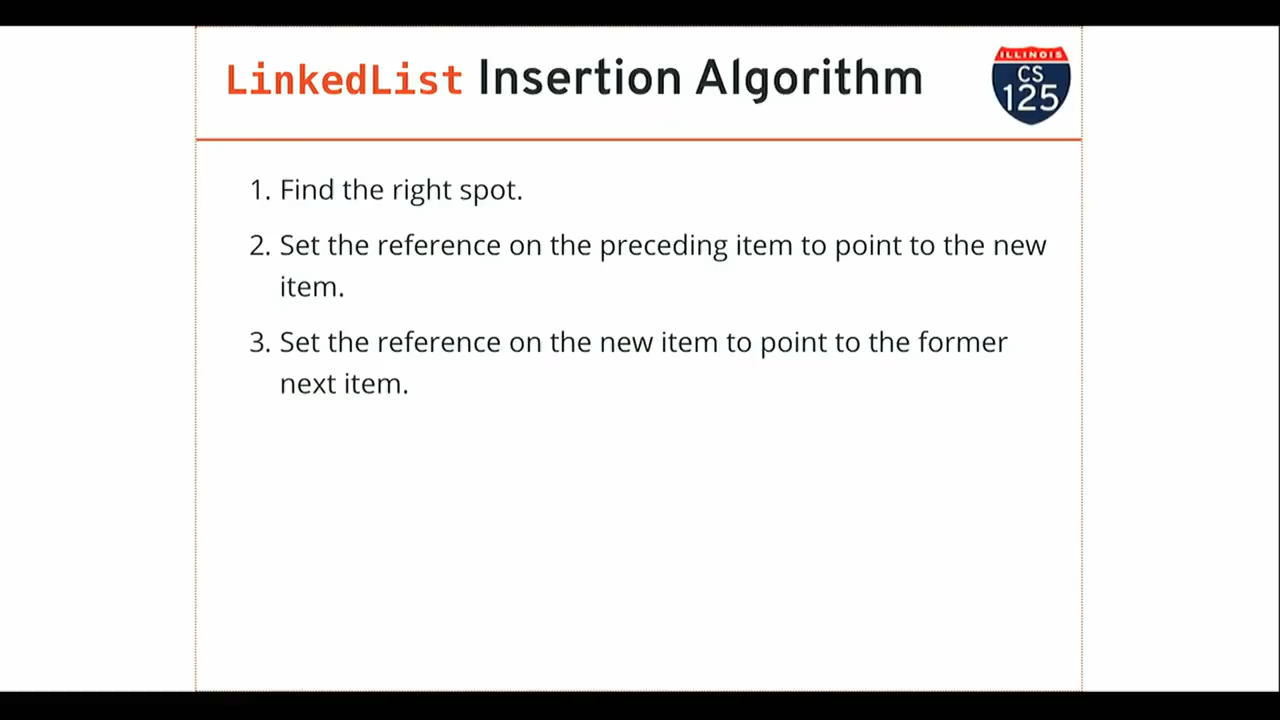 LinkedList Insertion Algorithm
ILLINOIS
CS
125
1. Find the right spot.
2. Set the reference on the preceding item to point to the new
item.
3. Set the reference on the new item to point to the former
next item.